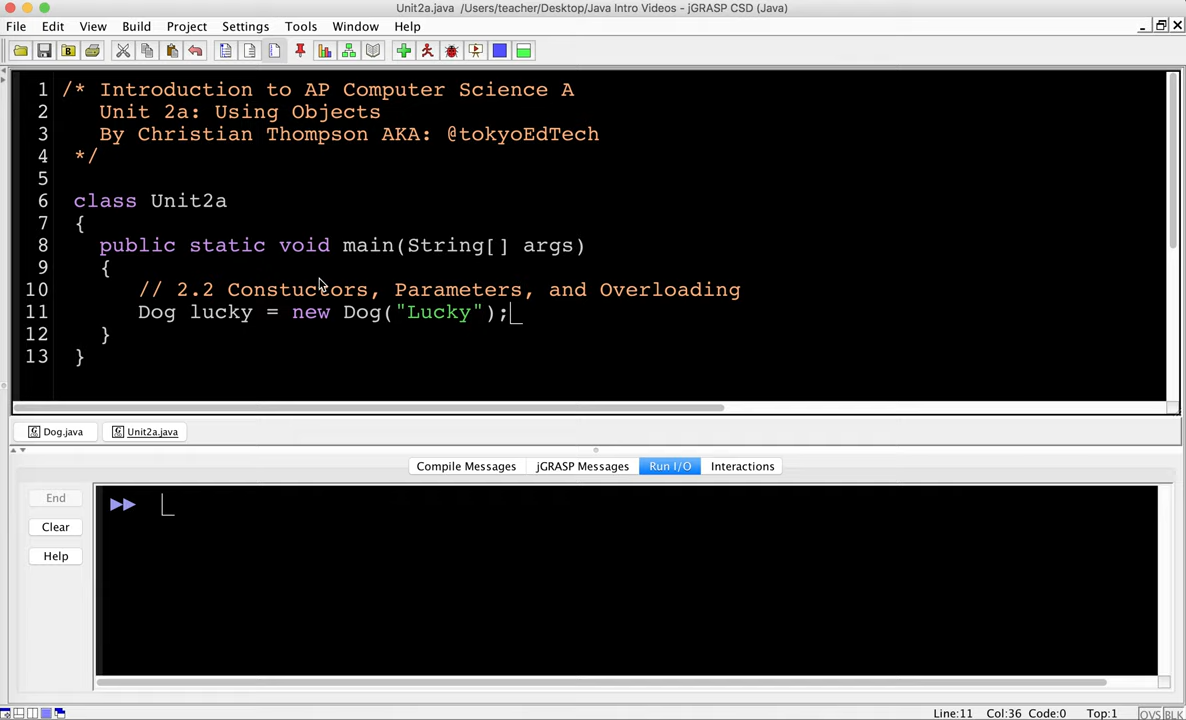 Unit2a.java /Users/teacher/Desktop/Java Intro Videos - jGRASP CSD (Java)
File Edit View Build Project Settings Tools Window Help
1 /* Introduction to AP Computer Science A
2 Unit 2a: Using Objects
3 By Christian Thompson AKA: @tokyoEdTech
4 */
5
6 class Unit2a
7 {
8 public static void main(String[] args)
9 {
10 // 2.2 Constuctors, Parameters, and Overloading
11 Dog lucky = new Dog("Lucky");
12 }
13 }
Dog.java Unit2a.java
Compile Messages jGRASP Messages Run I/O Interactions
End
Clear
Help
Line:11 Col:36 Code:0 Top:1 OVS BLK